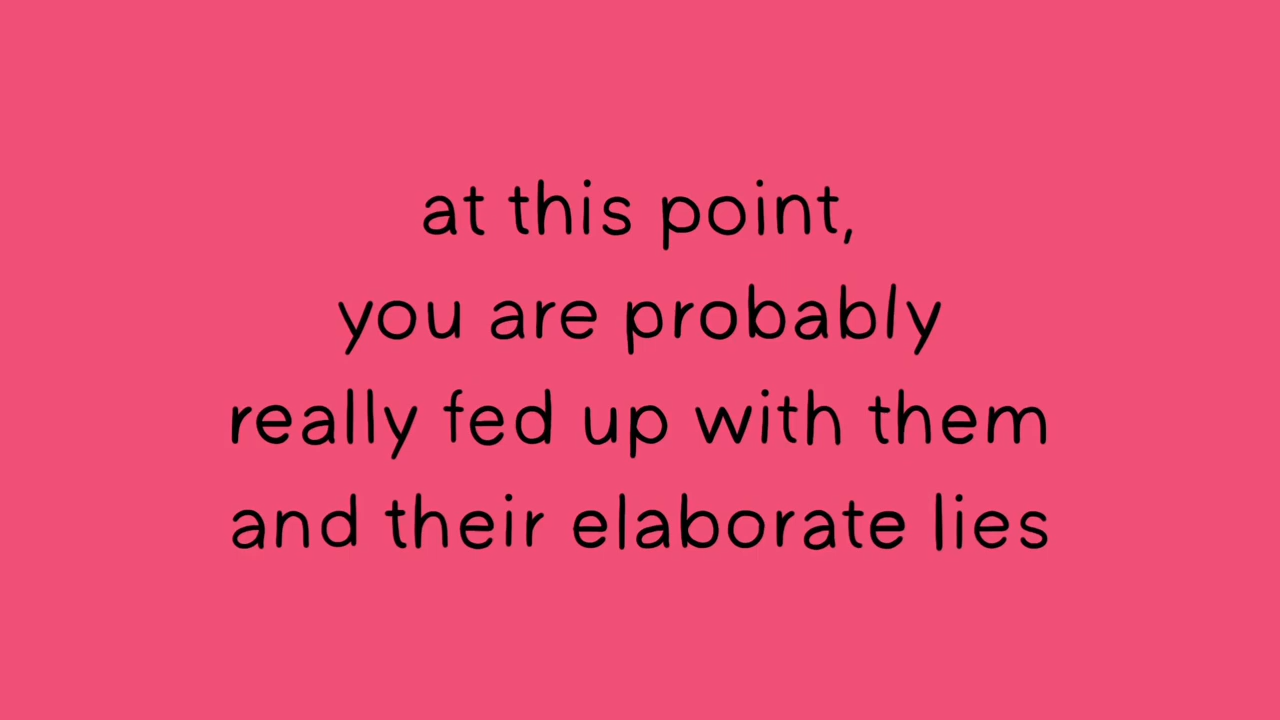 at this point,
you are probably
really fed up with them
and their elaborate lies